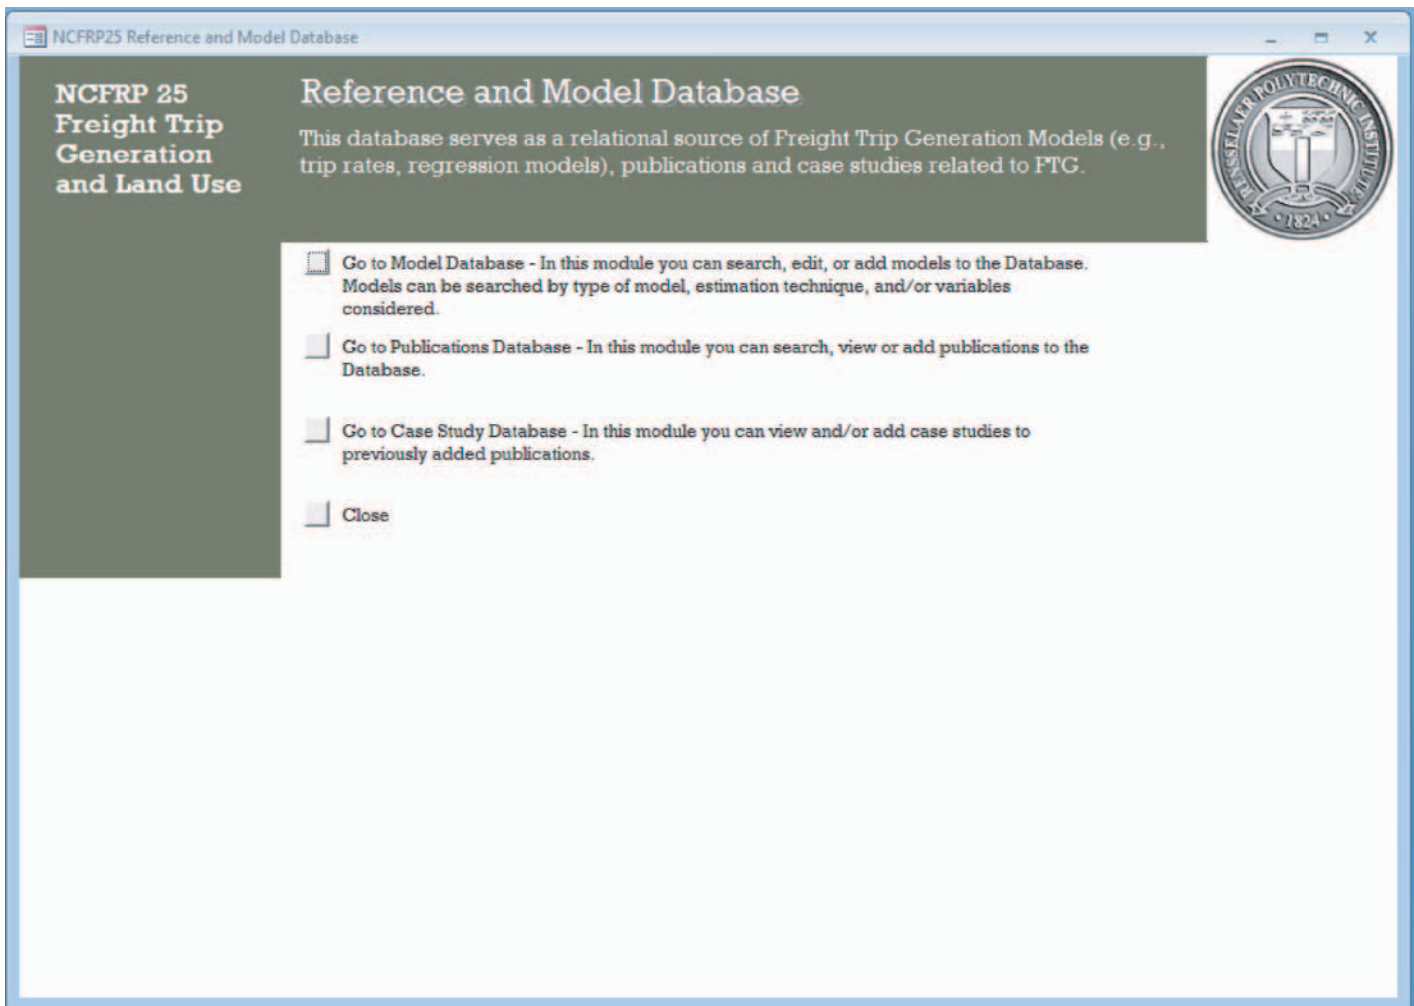 NCFRP25 Reference and Model Database
NCFRP 25
Freight Trip
Generation
and Land Use
Reference and Model Database
This database serves as a relational source of Freight Trip Generation Models (e.g.,
trip rates, regression models), publications and case studies related to FTG.
RENSSELAER POLYTECHNIC INSTITUTE
1824
Go to Model Database - In this module you can search, edit, or add models to the Database.
Models can be searched by type of model, estimation technique, and/or variables
considered.
Go to Publications Database - In this module you can search, view or add publications to the
Database.
Go to Case Study Database - In this module you can view and/or add case studies to
previously added publications.
Close